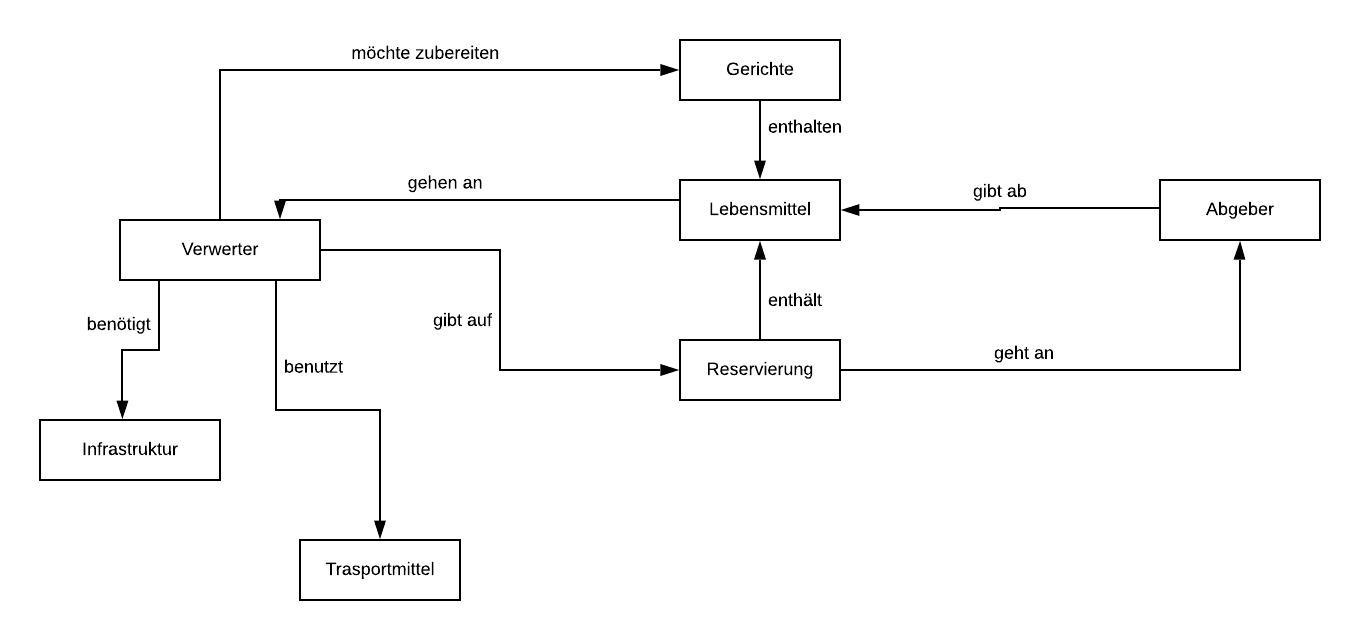 möchte zubereiten
Gerichte
enthalten
gehen an
Lebensmittel
gibt ab
Abgeber
Verwerter
enthält
gibt auf
benötigt
geht an
benutzt
Reservierung
Infrastruktur
Trasportmittel